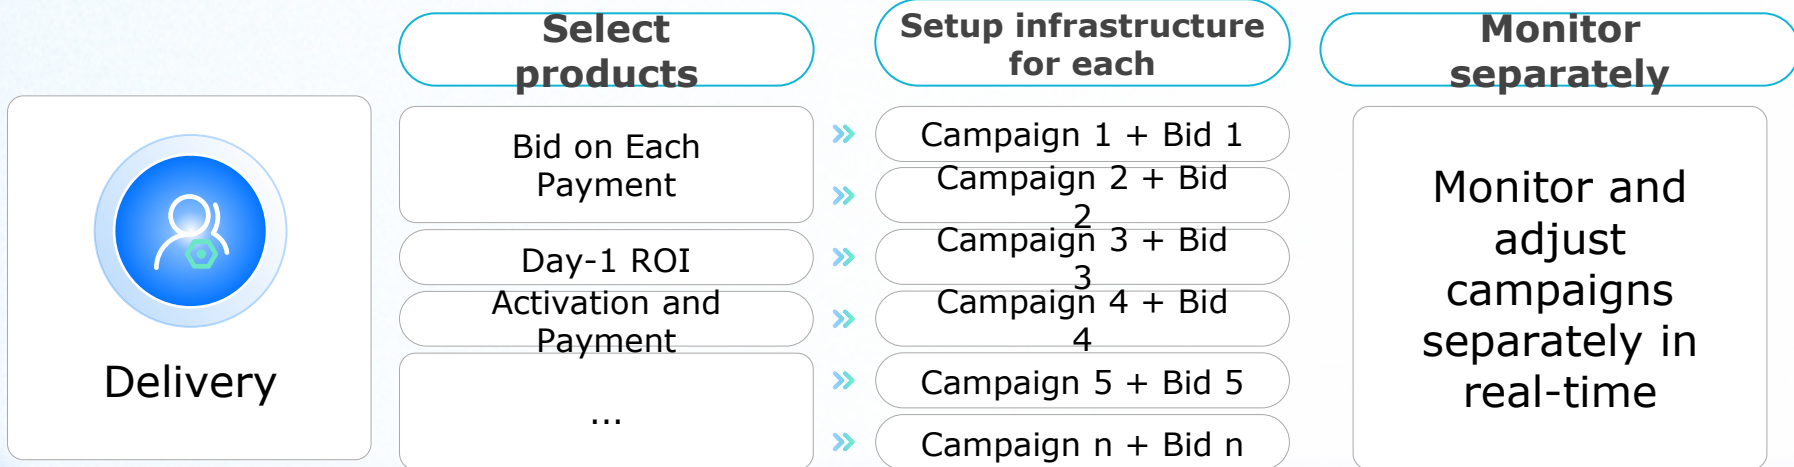 Select
products
Setup infrastructure
for each
Monitor
separately
Delivery
Bid on Each
Payment
Day-1 ROI
Activation and
Payment
...
Campaign 1 + Bid 1
Campaign 2 + Bid
2
Campaign 3 + Bid
3
Campaign 4 + Bid
4
Campaign 5 + Bid 5
Campaign n + Bid n
Monitor and
adjust
campaigns
separately in
real-time